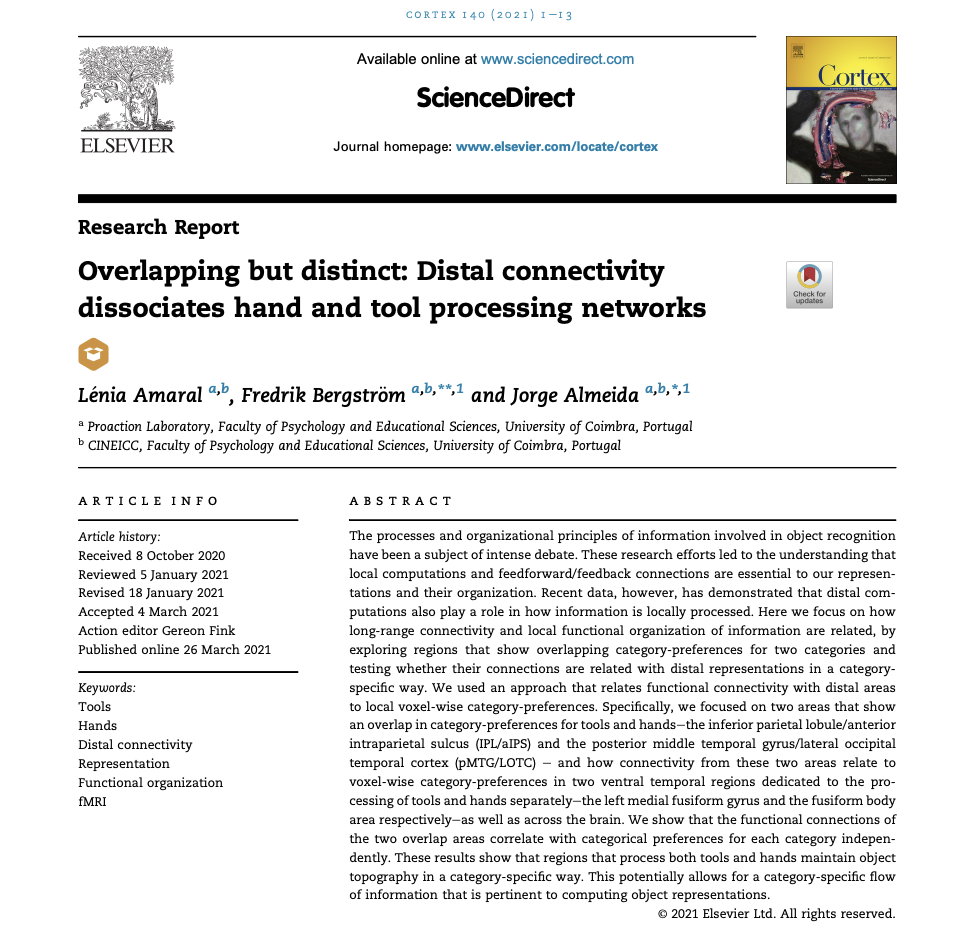 CORTEX 140 (2021) 1–13
Available online at www.sciencedirect.com
ScienceDirect
Journal homepage: www.elsevier.com/locate/cortex
ELSEVIER
Cortex
Research Report
Overlapping but distinct: Distal connectivity
dissociates hand and tool processing networks
Check for
updates
Lénia Amaral a,b, Fredrik Bergström a,b,**,1 and Jorge Almeida a,b,*,1
a Proaction Laboratory, Faculty of Psychology and Educational Sciences, University of Coimbra, Portugal
b CINEICC, Faculty of Psychology and Educational Sciences, University of Coimbra, Portugal
ARTICLE INFO
Article history:
Received 8 October 2020
Reviewed 5 January 2021
Revised 18 January 2021
Accepted 4 March 2021
Action editor Gereon Fink
Published online 26 March 2021
Keywords:
Tools
Hands
Distal connectivity
Representation
Functional organization
fMRI
ABSTRACT
The processes and organizational principles of information involved in object recognition
have been a subject of intense debate. These research efforts led to the understanding that
local computations and feedforward/feedback connections are essential to our represen-
tations and their organization. Recent data, however, has demonstrated that distal com-
putations also play a role in how information is locally processed. Here we focus on how
long-range connectivity and local functional organization of information are related, by
exploring regions that show overlapping category-preferences for two categories and
testing whether their connections are related with distal representations in a category-
specific way. We used an approach that relates functional connectivity with distal areas
to local voxel-wise category-preferences. Specifically, we focused on two areas that show
an overlap in category-preferences for tools and hands—the inferior parietal lobule/anterior
intraparietal sulcus (IPL/aIPS) and the posterior middle temporal gyrus/lateral occipital
temporal cortex (pMTG/LOTC) – and how connectivity from these two areas relate to
voxel-wise category-preferences in two ventral temporal regions dedicated to the pro-
cessing of tools and hands separately—the left medial fusiform gyrus and the fusiform body
area respectively—as well as across the brain. We show that the functional connections of
the two overlap areas correlate with categorical preferences for each category indepen-
dently. These results show that regions that process both tools and hands maintain object
topography in a category-specific way. This potentially allows for a category-specific flow
of information that is pertinent to computing object representations.
© 2021 Elsevier Ltd. All rights reserved.